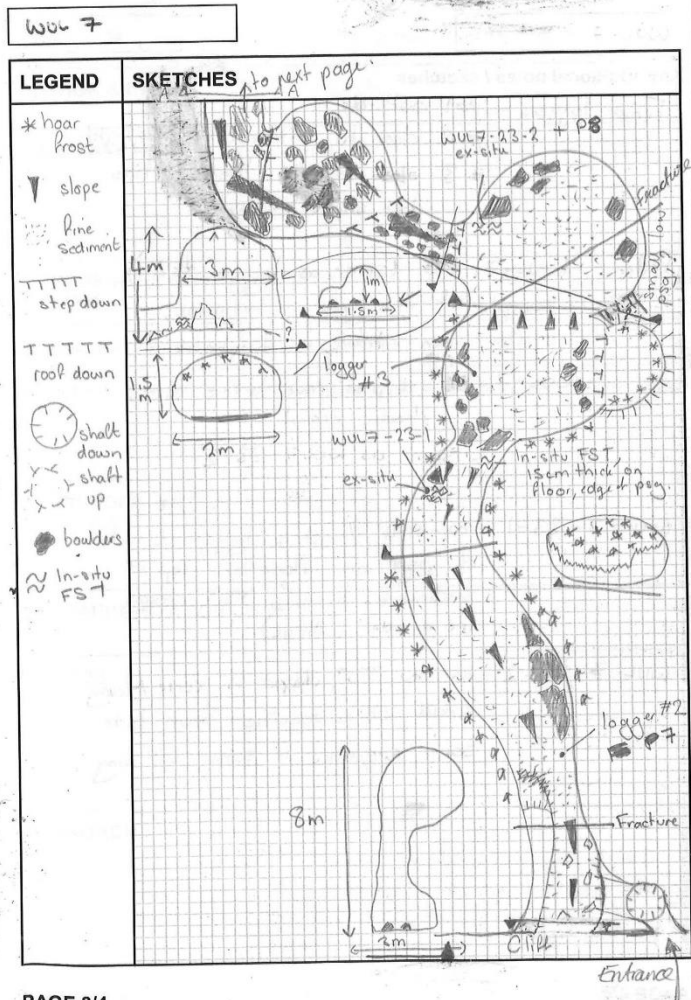 WUL 7
LEGEND
SKETCHES
to next page.
A
A
* hoar
frost
slope
fine
sediment
step down
roof down
shaft
down
shaft
up
boulders
In-situ
FST
WUL7-23-2 + P8
ex-situ
Fracture
small low
psg?
4m
3m
1m
1.5m
?
1.5
m
2m
logger
#3
WUL7-23-1
ex-situ
In-situ FST,
15cm thick on
floor, edge of psg.
logger #2
P7
8m
Fracture
3m
Cliff
Entrance